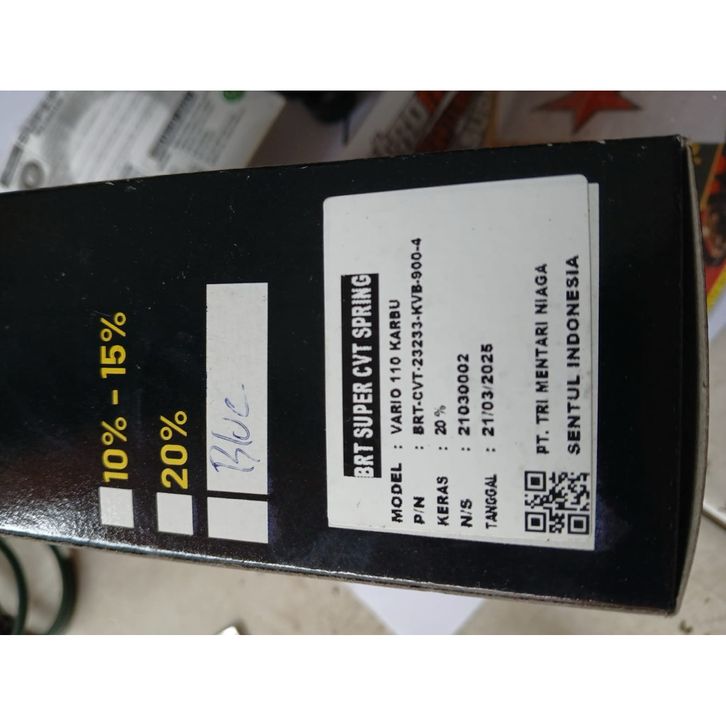 10% - 15%
20%
Blue
BRT SUPER CVT SPRING
MODEL : VARIO 110 KARBU
P/N : BRT-CVT-23233-KVB-900-4
KERAS : 20 %
N/S : 21030002
TANGGAL : 21/03/2025
PT. TRI MENTARI NIAGA
SENTUL INDONESIA